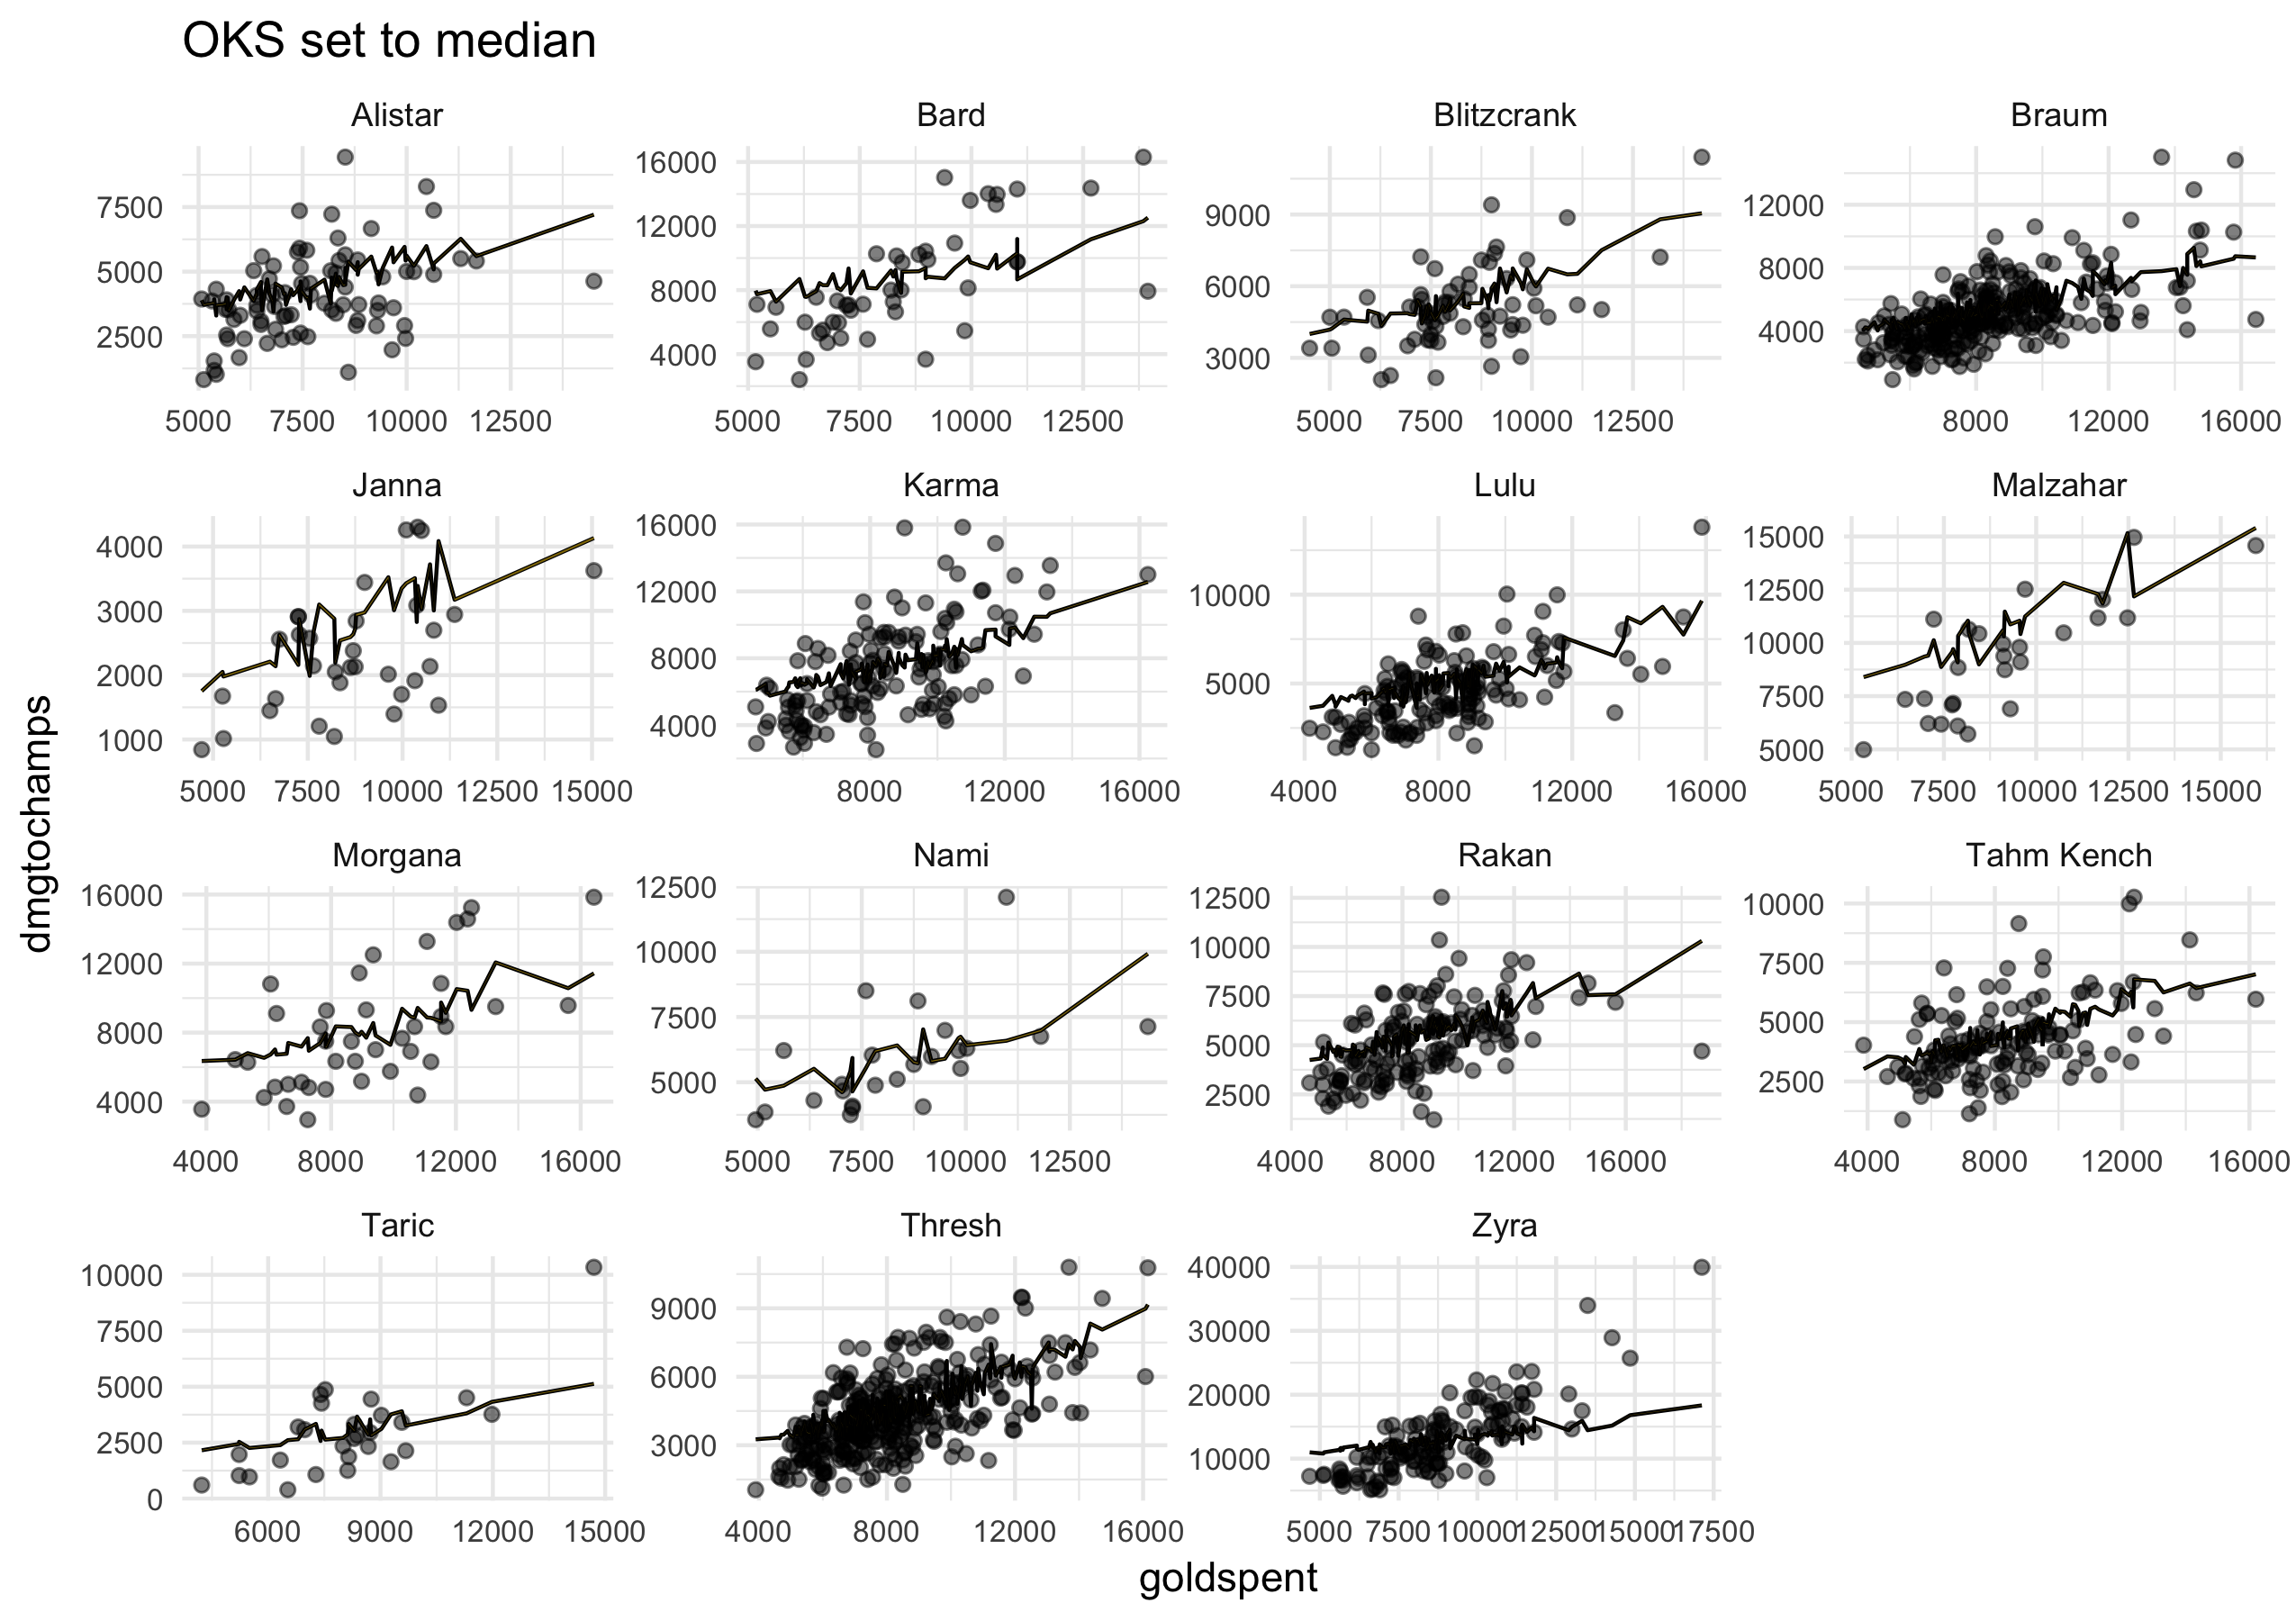 OKS set to median
Alistar Bard Blitzcrank Braum
7500
5000
2500
5000 7500 10000 12500
16000
12000
8000
4000
5000 7500 10000 12500
9000
6000
3000
5000 7500 10000 12500
12000
8000
4000
8000 12000 16000
Janna Karma Lulu Malzahar
4000
3000
2000
1000
5000 7500 10000 12500 15000
16000
12000
8000
4000
8000 12000 16000
10000
5000
4000 8000 12000 16000
15000
12500
10000
7500
5000
5000 7500 10000 12500 15000
Morgana Nami Rakan Tahm Kench
16000
12000
8000
4000
4000 8000 12000 16000
12500
10000
7500
5000
5000 7500 10000 12500
12500
10000
7500
5000
2500
4000 8000 12000 16000
10000
7500
5000
2500
4000 8000 12000 16000
Taric Thresh Zyra
10000
7500
5000
2500
0
6000 9000 12000 15000
9000
6000
3000
4000 8000 12000 16000
40000
30000
20000
10000
5000 7500 10000 12500 15000 17500
dmgtochamps
goldspent